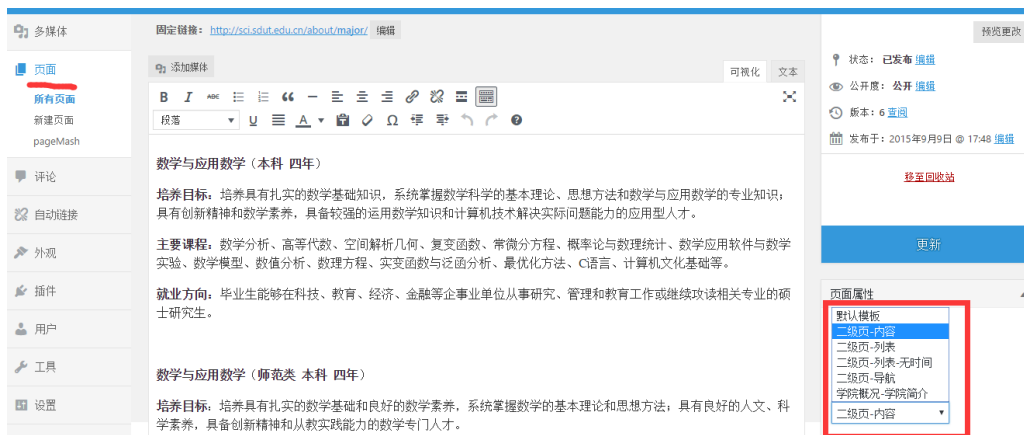 多媒体
页面
所有页面
新建页面
pageMash
评论
自动链接
外观
插件
用户
工具
设置
固定链接： http://sci.sdut.edu.cn/about/major/ 编辑
添加媒体
可视化 文本
B I ABC
段落 U A Ω
数学与应用数学（本科 四年）
培养目标：培养具有扎实的数学基础知识，系统掌握数学科学的基本理论、思想方法和数学与应用数学的专业知识；
具有创新精神和数学素养，具备较强的运用数学知识和计算机技术解决实际问题能力的应用型人才。
主要课程：数学分析、高等代数、空间解析几何、复变函数、常微分方程、概率论与数理统计、数学应用软件与数学
实验、数学模型、数值分析、数理方程、实变函数与泛函分析、最优化方法、C语言、计算机文化基础等。
就业方向：毕业生能够在科技、教育、经济、金融等企事业单位从事研究、管理和教育工作或继续攻读相关专业的硕
士研究生。
数学与应用数学（师范类 本科 四年）
培养目标：培养具有扎实的数学基础和良好的数学素养，系统掌握数学的基本理论和思想方法；具有良好的人文、科
学素养，具备创新精神和从教实践能力的数学专门人才。
预览更改
状态： 已发布 编辑
公开度： 公开 编辑
版本：6 查阅
发布于：2015年9月9日 @ 17:48 编辑
移至回收站
更新
页面属性
默认模板
二级页-内容
二级页-列表
二级页-列表-无时间
二级页-导航
学院概况-学院简介
二级页-内容